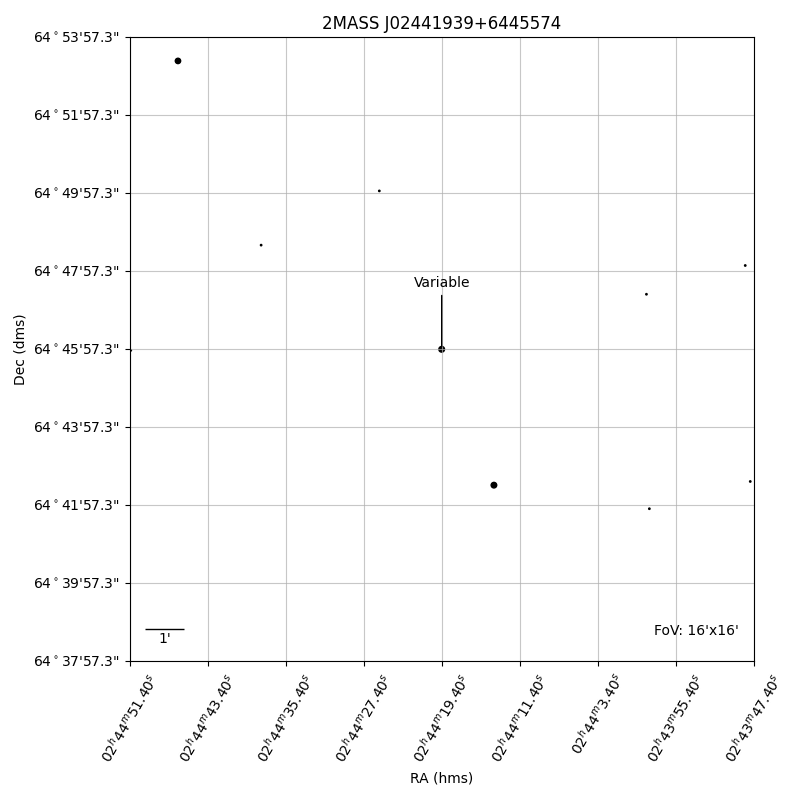 2MASS J02441939+6445574
64°53'57.3"
64°51'57.3"
64°49'57.3"
64°47'57.3"
64°45'57.3"
64°43'57.3"
64°41'57.3"
64°39'57.3"
64°37'57.3"
Dec (dms)
Variable
1'
FoV: 16'x16'
02ʰ44ᵐ51.40ˢ
02ʰ44ᵐ43.40ˢ
02ʰ44ᵐ35.40ˢ
02ʰ44ᵐ27.40ˢ
02ʰ44ᵐ19.40ˢ
02ʰ44ᵐ11.40ˢ
02ʰ44ᵐ3.40ˢ
02ʰ43ᵐ55.40ˢ
02ʰ43ᵐ47.40ˢ
RA (hms)